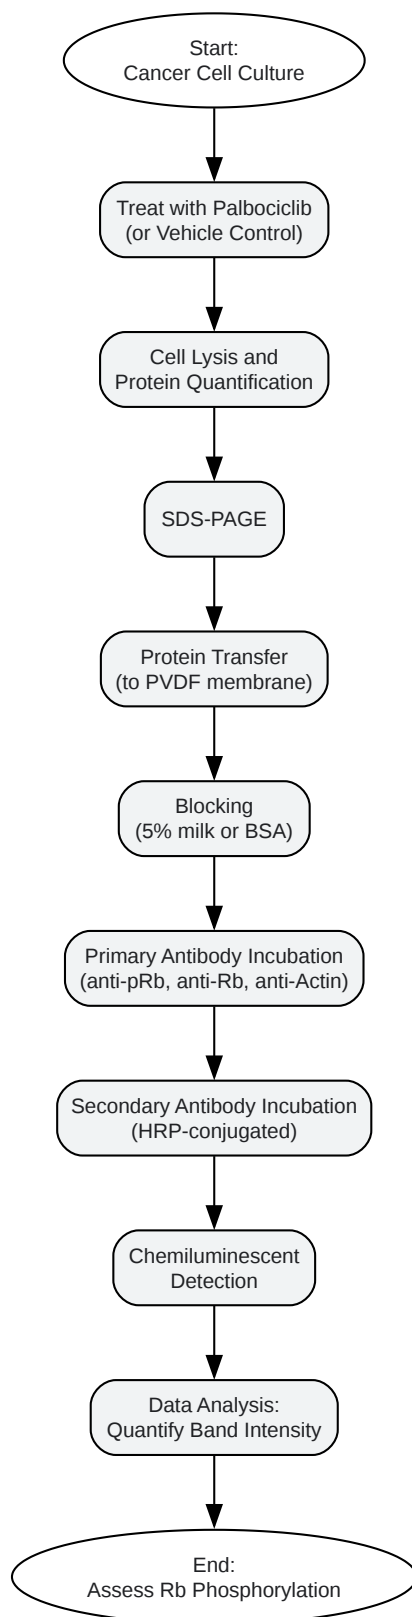 Start:
Cancer Cell Culture
Treat with Palbociclib
(or Vehicle Control)
Cell Lysis and
Protein Quantification
SDS-PAGE
Protein Transfer
(to PVDF membrane)
Blocking
(5% milk or BSA)
Primary Antibody Incubation
(anti-pRb, anti-Rb, anti-Actin)
Secondary Antibody Incubation
(HRP-conjugated)
Chemiluminescent
Detection
Data Analysis:
Quantify Band Intensity
End:
Assess Rb Phosphorylation